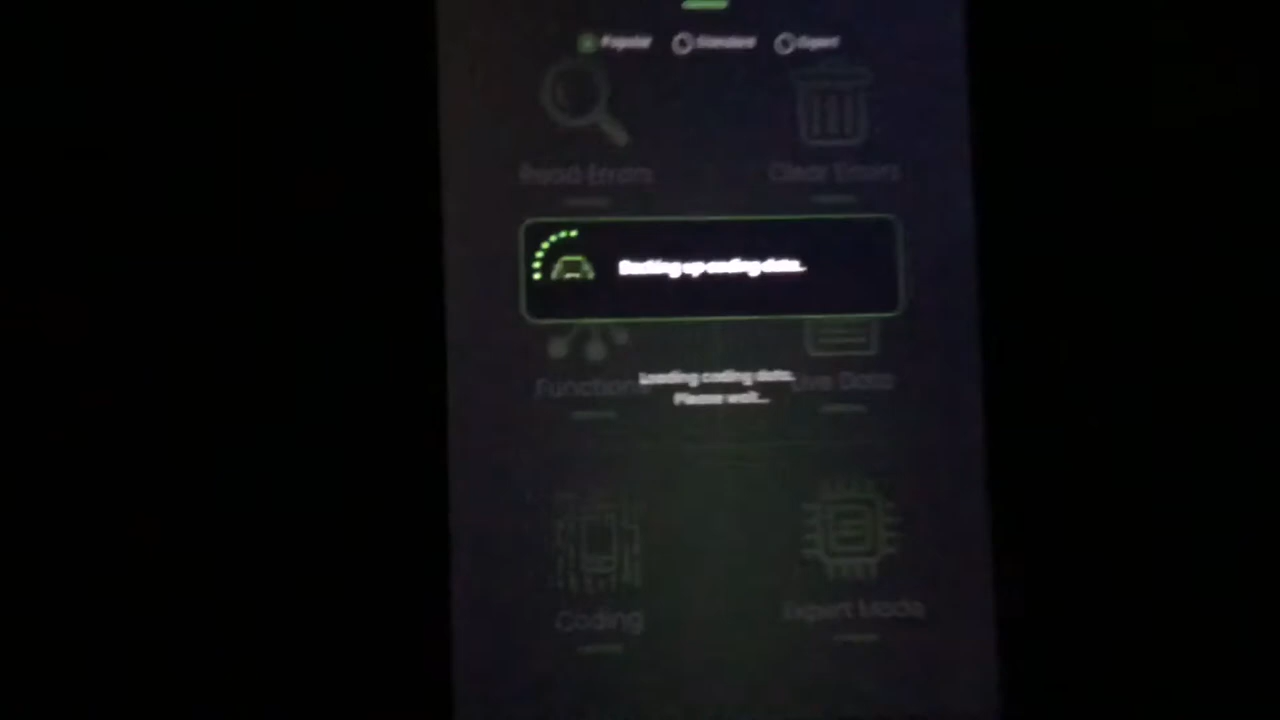 Popular Standard Expert
Read Errors Clear Errors
Backing up coding data...
Functions Live Data
Loading coding data.
Please wait...
Coding Expert Mode